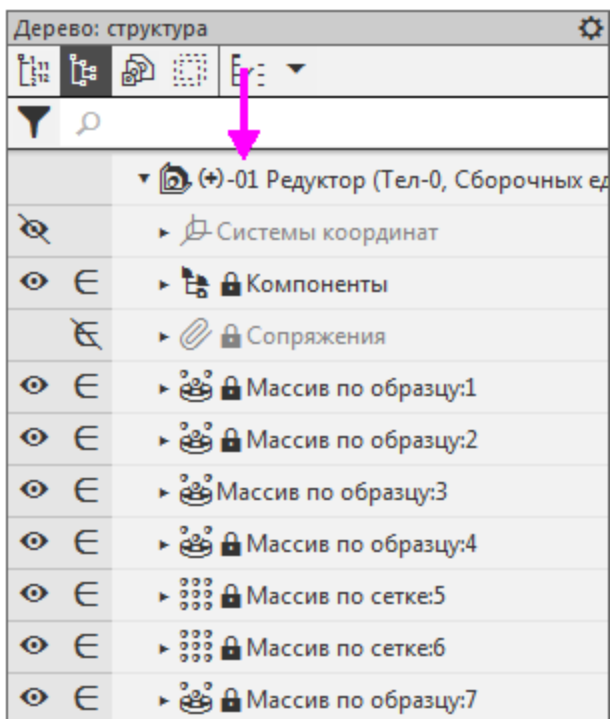 Дерево: структура
(+)-01 Редуктор (Тел-0, Сборочных ед
Системы координат
Компоненты
Сопряжения
Массив по образцу:1
Массив по образцу:2
Массив по образцу:3
Массив по образцу:4
Массив по сетке:5
Массив по сетке:6
Массив по образцу:7